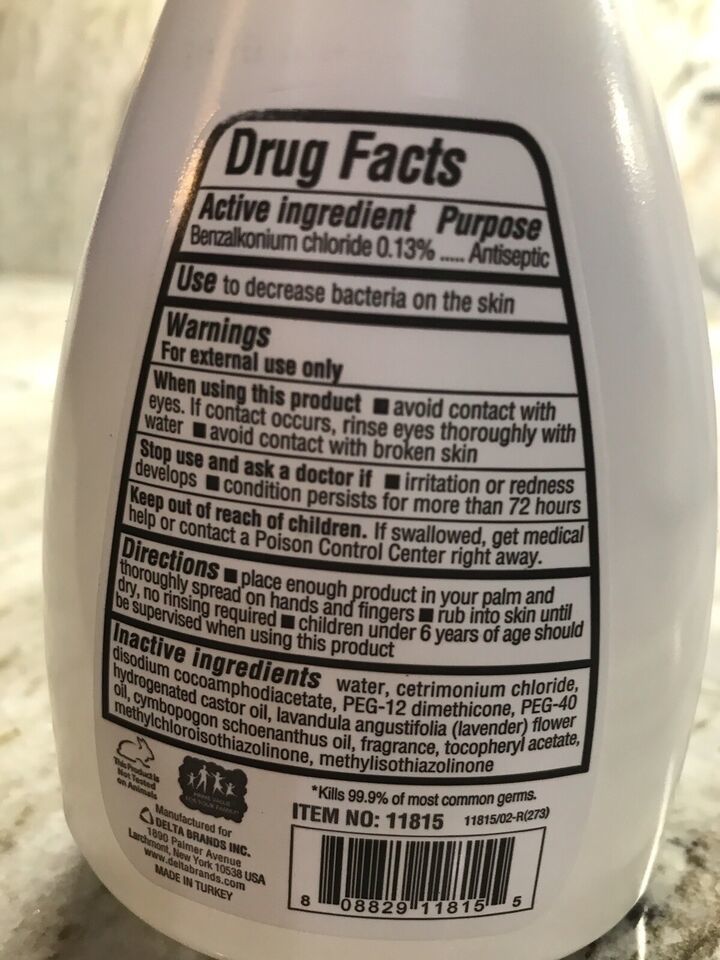 Drug Facts
Active ingredient Purpose
Benzalkonium chloride 0.13% ..... Antiseptic
Use to decrease bacteria on the skin
Warnings
For external use only
When using this product ■ avoid contact with
eyes. If contact occurs, rinse eyes thoroughly with
water ■ avoid contact with broken skin
Stop use and ask a doctor if ■ irritation or redness
develops ■ condition persists for more than 72 hours
Keep out of reach of children. If swallowed, get medical
help or contact a Poison Control Center right away.
Directions ■ place enough product in your palm and
thoroughly spread on hands and fingers ■ rub into skin until
dry, no rinsing required ■ children under 6 years of age should
be supervised when using this product
Inactive ingredients water, cetrimonium chloride,
disodium cocoamphodiacetate, PEG-12 dimethicone, PEG-40
hydrogenated castor oil, lavandula angustifolia (lavender) flower
oil, cymbopogon schoenanthus oil, fragrance, tocopheryl acetate,
methylchloroisothiazolinone, methylisothiazolinone
This Product is
Not Tested
on Animals
PRIME VALUE
FOR YOUR FAMILY
*Kills 99.9% of most common germs.
ITEM NO: 11815 11815/02-R(273)
Manufactured for
DELTA BRANDS INC.
1890 Palmer Avenue
Larchmont, New York 10538 USA
www.deltabrands.com
MADE IN TURKEY
8 08829 11815 5